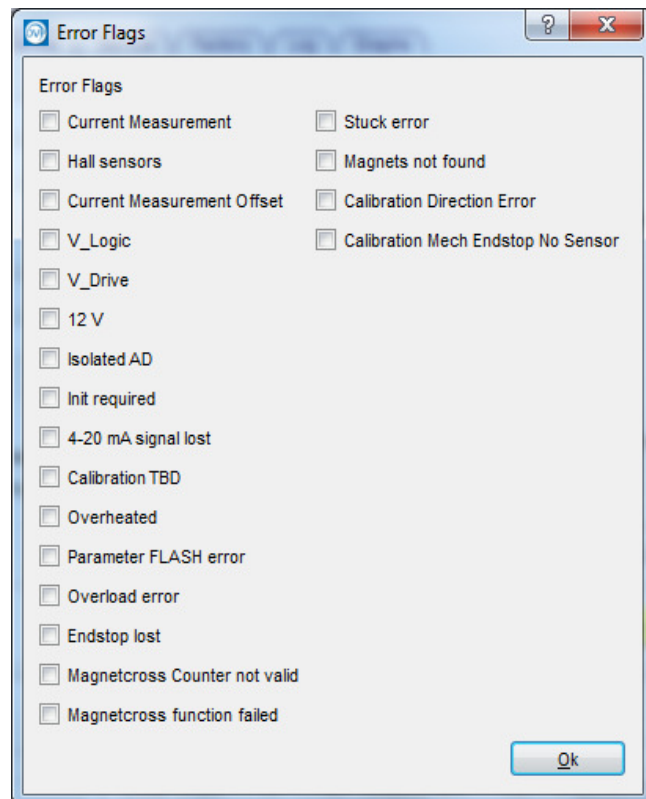 Error Flags
Error Flags
Current Measurement
Hall sensors
Current Measurement Offset
V_Logic
V_Drive
12 V
Isolated AD
Init required
4-20 mA signal lost
Calibration TBD
Overheated
Parameter FLASH error
Overload error
Endstop lost
Magnetcross Counter not valid
Magnetcross function failed
Stuck error
Magnets not found
Calibration Direction Error
Calibration Mech Endstop No Sensor
Ok